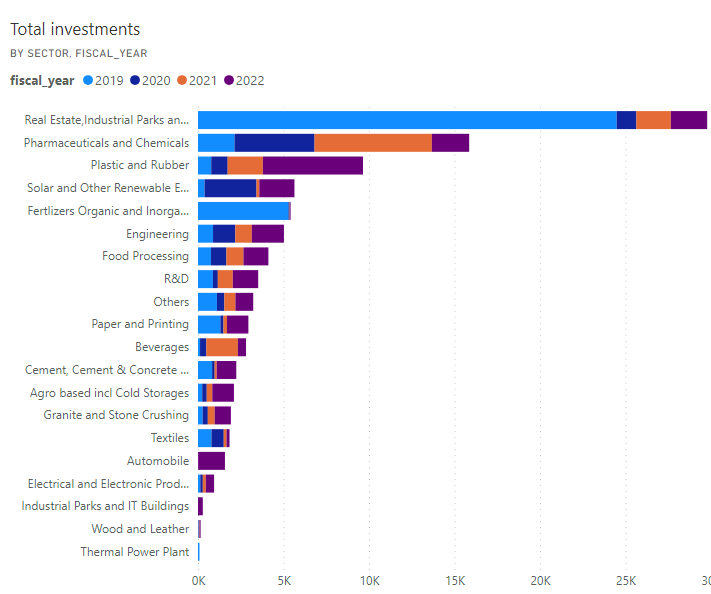 Total investments
BY SECTOR, FISCAL_YEAR
fiscal_year 2019 2020 2021 2022
Real Estate,Industrial Parks an...
Pharmaceuticals and Chemicals
Plastic and Rubber
Solar and Other Renewable E...
Fertlizers Organic and Inorga...
Engineering
Food Processing
R&D
Others
Paper and Printing
Beverages
Cement, Cement & Concrete ...
Agro based incl Cold Storages
Granite and Stone Crushing
Textiles
Automobile
Electrical and Electronic Prod...
Industrial Parks and IT Buildings
Wood and Leather
Thermal Power Plant
0K 5K 10K 15K 20K 25K 30